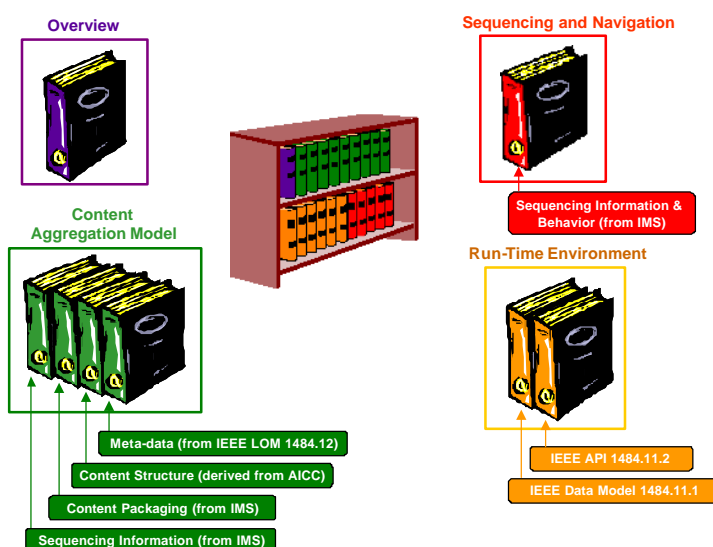 Overview
Sequencing and Navigation
Sequencing Information &
Behavior (from IMS)
Content
Aggregation Model
Run-Time Environment
Meta-data (from IEEE LOM 1484.12)
Content Structure (derived from AICC)
Content Packaging (from IMS)
Sequencing Information (from IMS)
IEEE API 1484.11.2
IEEE Data Model 1484.11.1